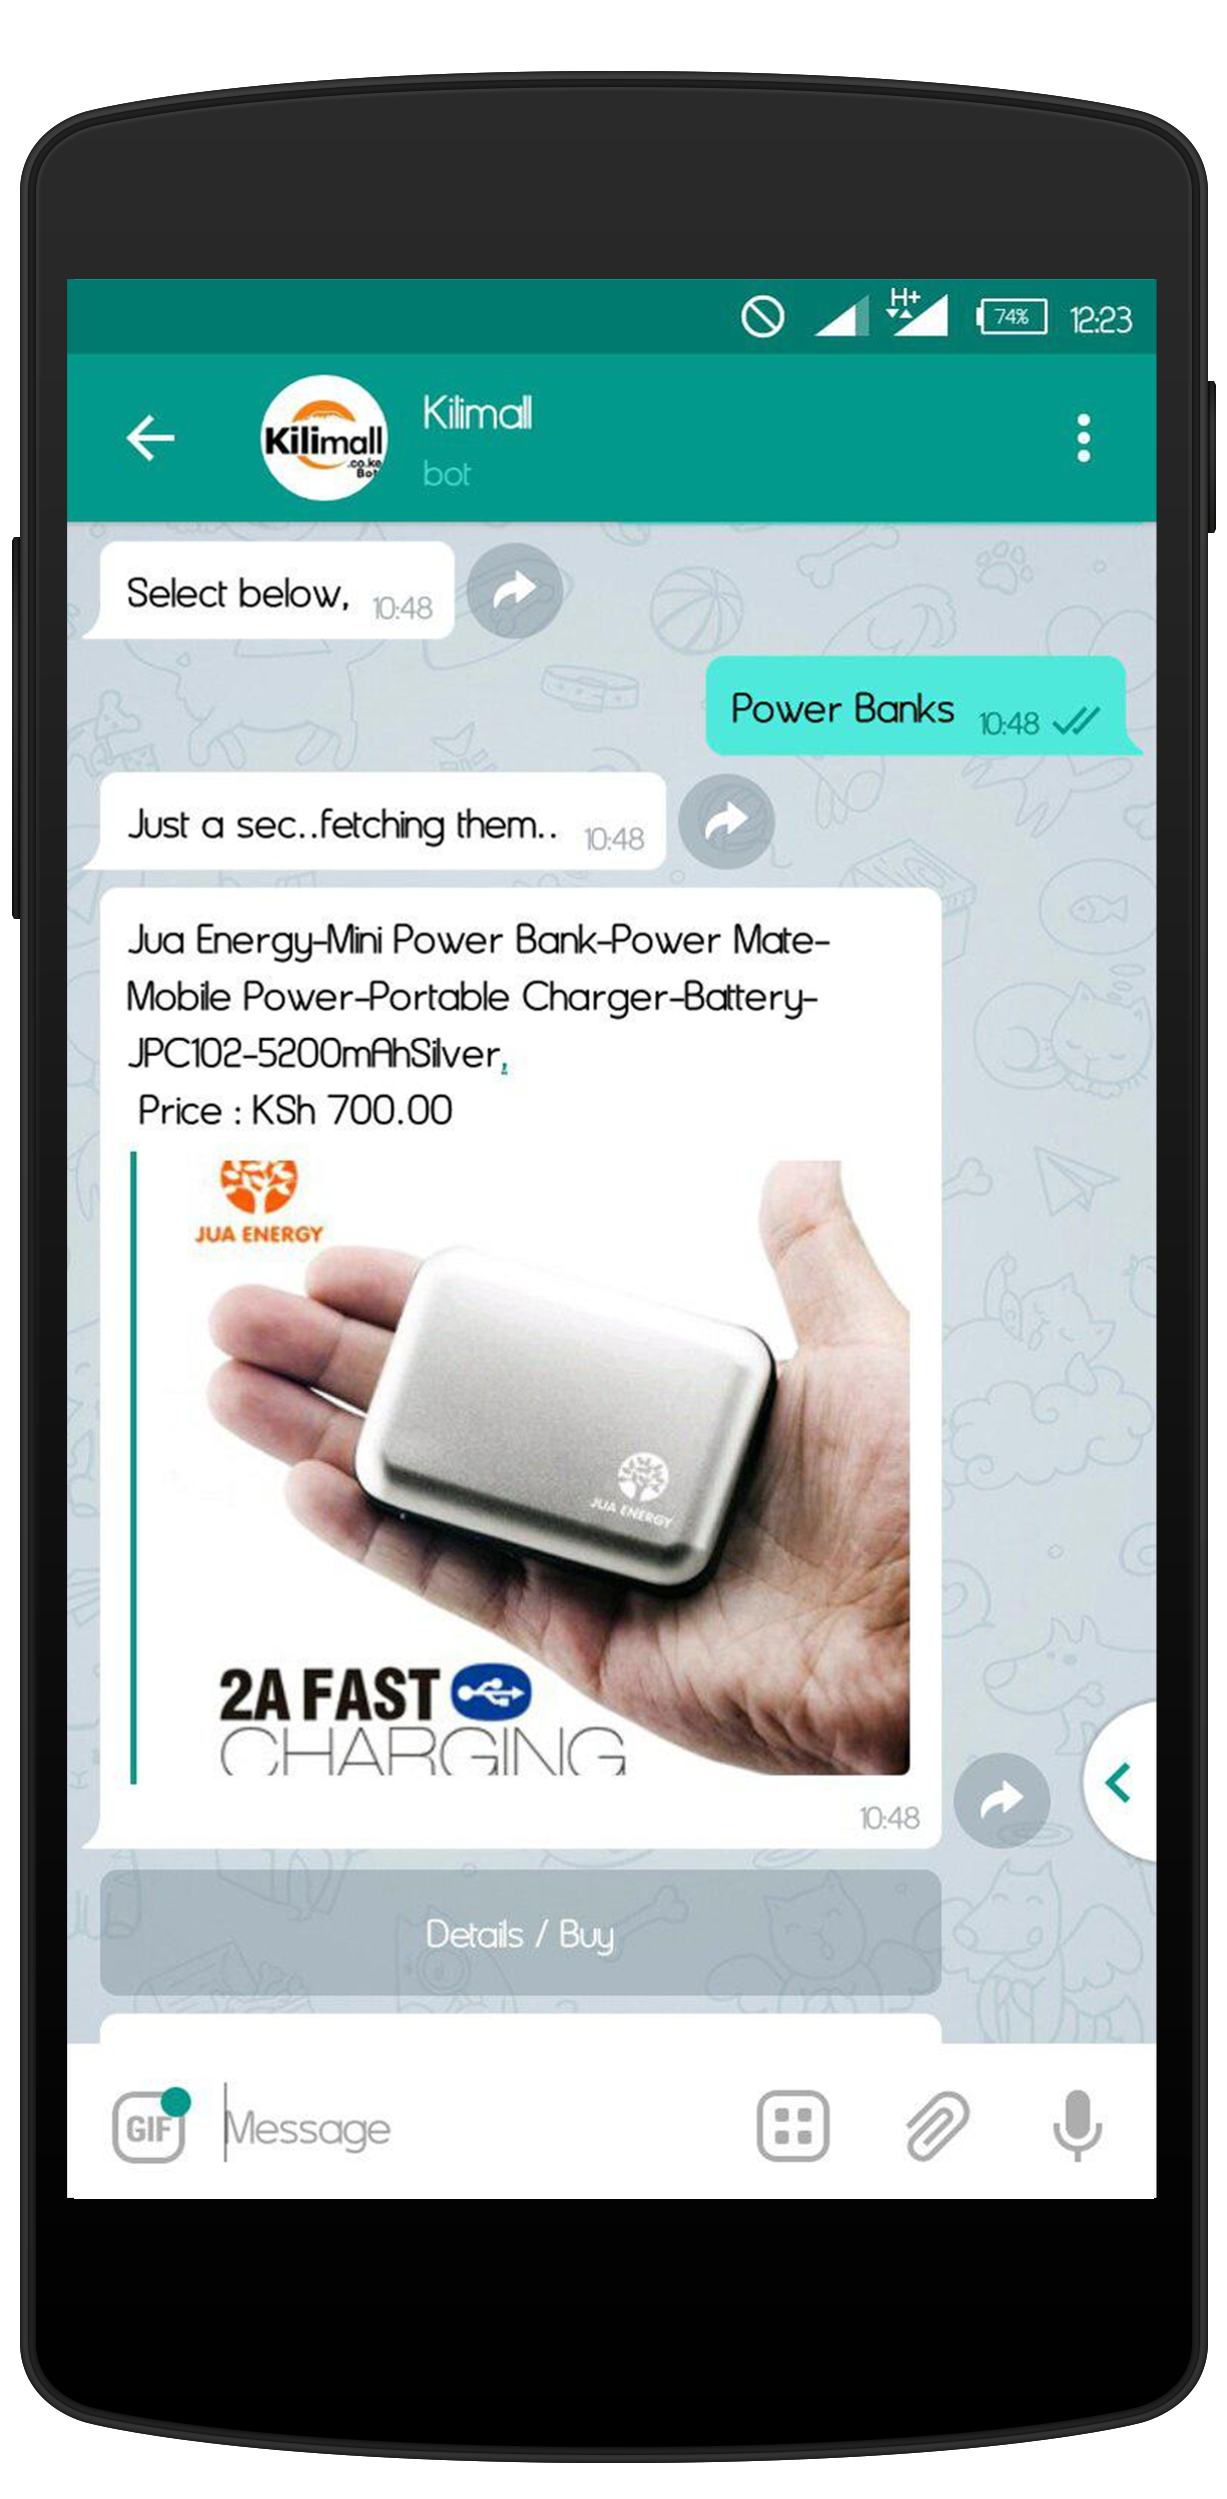 H+
74%
12:23
Kilimall
.co.ke
Bot
Kilimall
bot
Select below, 10:48
Power Banks 10:48
Just a sec..fetching them.. 10:48
Jua Energy-Mini Power Bank-Power Mate-
Mobile Power-Portable Charger-Battery-
JPC102-5200mAhSilver,
Price : KSh 700.00
JUA ENERGY
JUA ENERGY
2A FAST
CHARGING
10:48
Details / Buy
GIF
Message